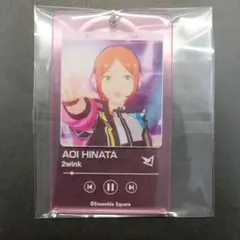 AOI HINATA
2wink
©Ensemble Square